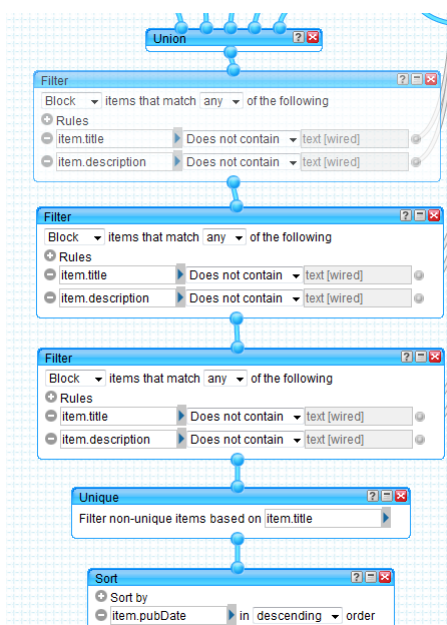 Union
Filter
Block items that match any of the following
Rules
item.title Does not contain text [wired]
item.description Does not contain text [wired]
Filter
Block items that match any of the following
Rules
item.title Does not contain text [wired]
item.description Does not contain text [wired]
Filter
Block items that match any of the following
Rules
item.title Does not contain text [wired]
item.description Does not contain text [wired]
Unique
Filter non-unique items based on item.title
Sort
Sort by
item.pubDate in descending order